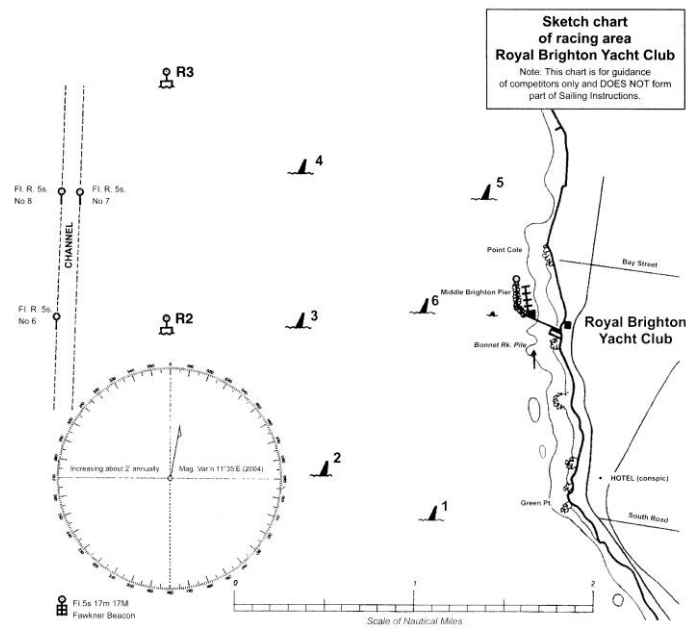 Sketch chart
of racing area
Royal Brighton Yacht Club
Note: This chart is for guidance
of competitors only and DOES NOT form
part of Sailing Instructions.
R3
4
5
Fl. R. 5s.
No 8
Fl. R. 5s.
No 7
CHANNEL
Point Cole
Bay Street
Middle Brighton Pier
6
3
R2
Fl. R. 5s.
No 6
Royal Brighton
Yacht Club
Bonnet Rk. Pile
Increasing about 2' annually
Mag. Var'n 11°35'E (2004)
2
HOTEL (conspic)
Green Pt.
South Road
1
Fl.5s 17m 17M
Fawkner Beacon
0
1
2
Scale of Nautical Miles